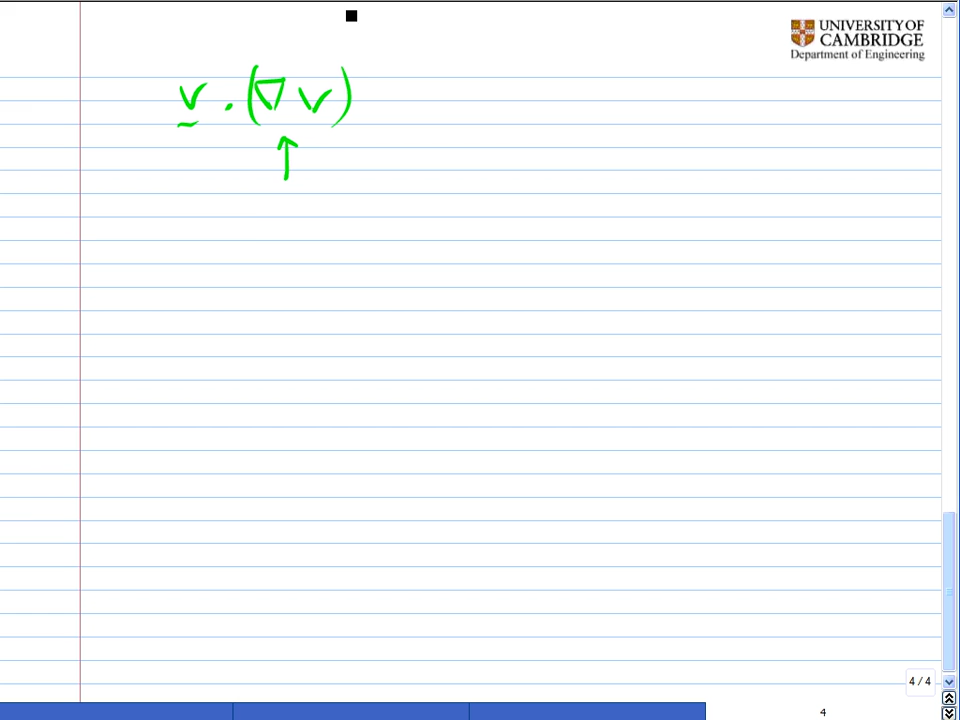 UNIVERSITY OF
CAMBRIDGE
Department of Engineering
v · (∇ v)
↑
4 / 4
4